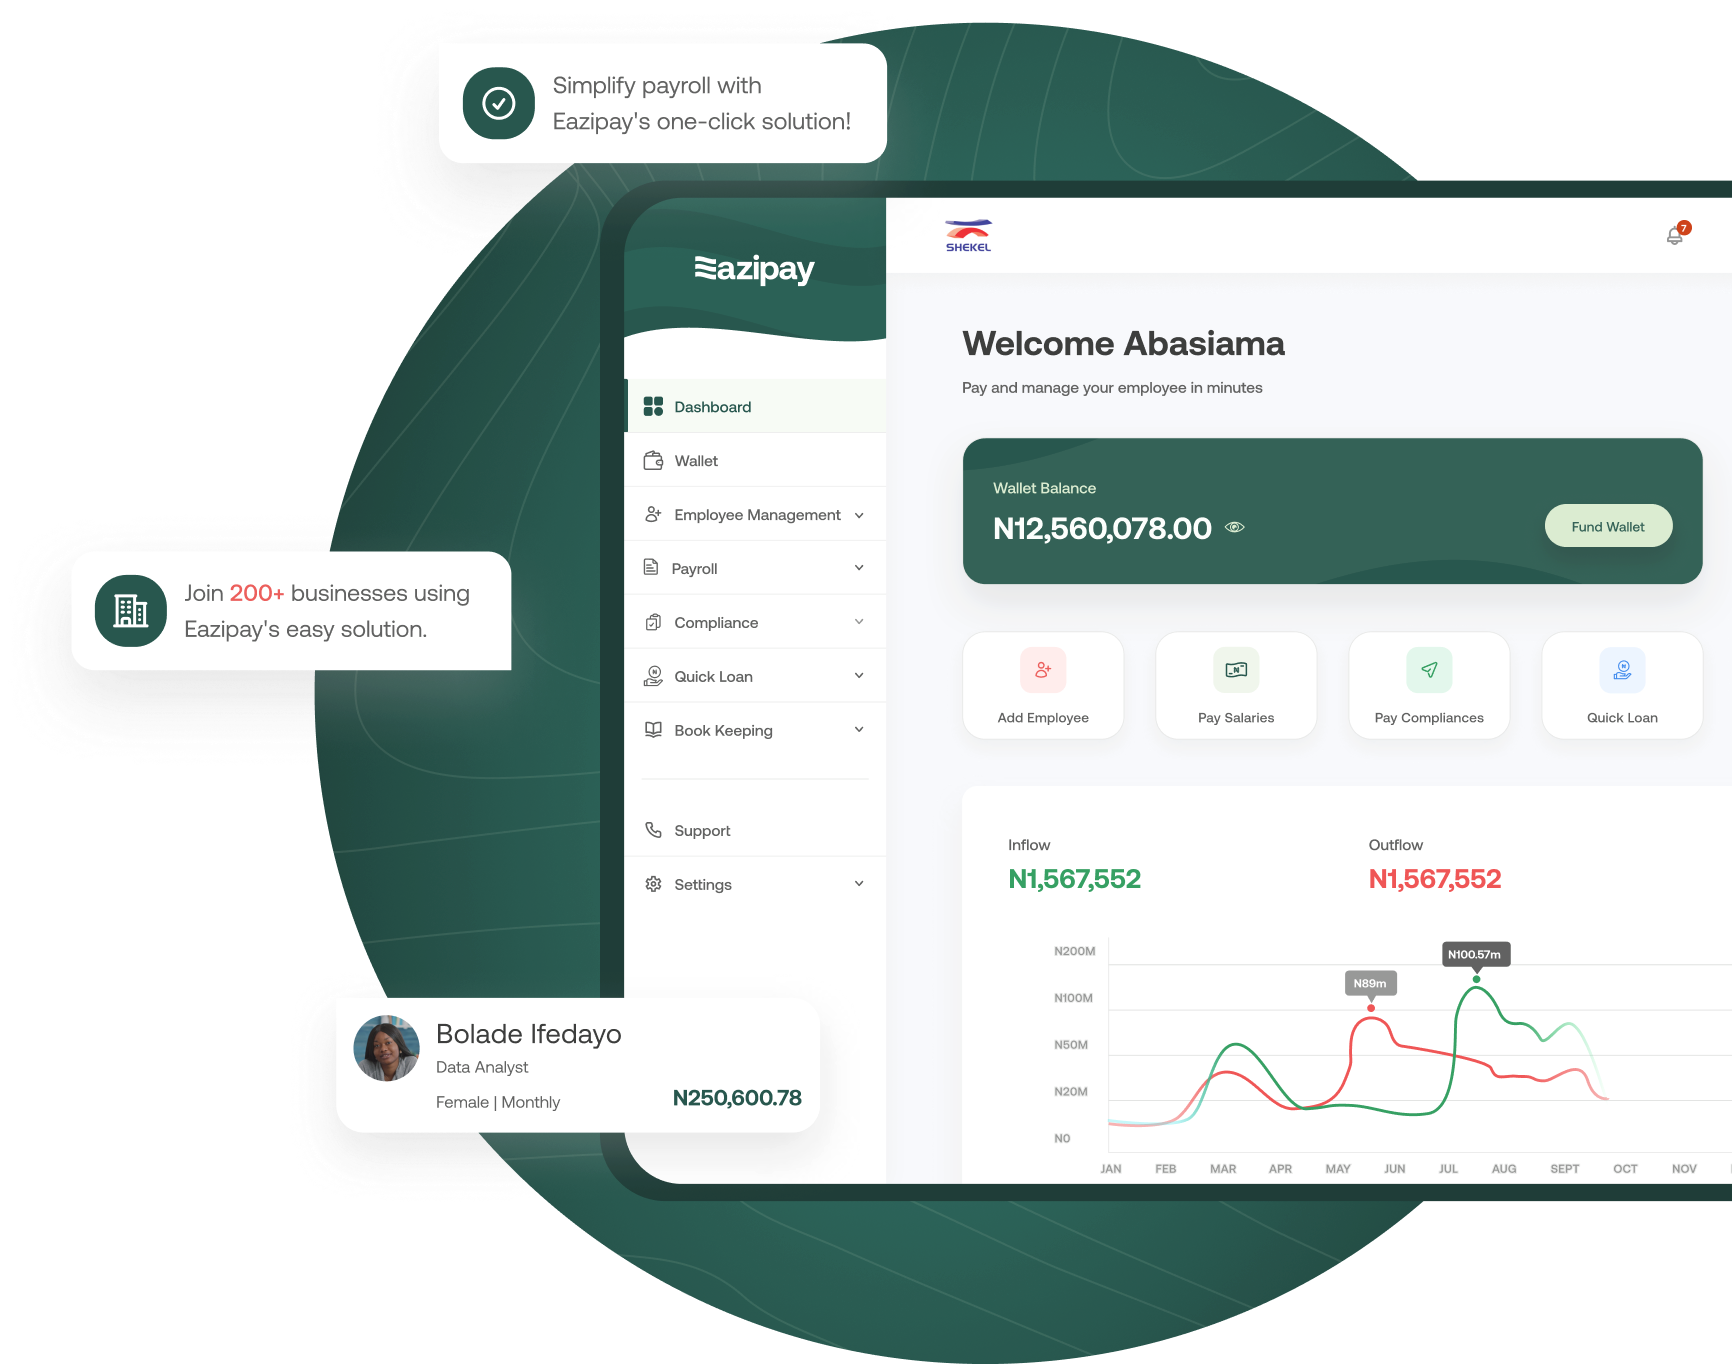 Simplify payroll with
Eazipay's one-click solution!
SHEKEL
7
Eazipay
Welcome Abasiama
Pay and manage your employee in minutes
Dashboard
Wallet
Employee Management
Payroll
Compliance
Quick Loan
Book Keeping
Support
Settings
Wallet Balance
N12,560,078.00
Fund Wallet
Join 200+ businesses using
Eazipay's easy solution.
Add Employee
Pay Salaries
Pay Compliances
Quick Loan
Inflow
N1,567,552
Outflow
N1,567,552
N200M
N100M
N50M
N20M
N0
N89m
N100.57m
JAN FEB MAR APR MAY JUN JUL AUG SEPT OCT NOV
Bolade Ifedayo
Data Analyst
Female | Monthly
N250,600.78